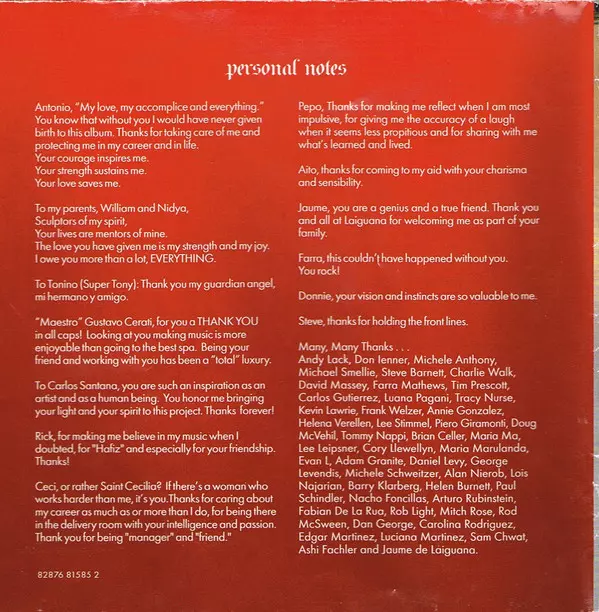 personal notes
Antonio, "My love, my accomplice and everything."
You know that without you I would have never given
birth to this album. Thanks for taking care of me and
protecting me in my career and in life.
Your courage inspires me.
Your strength sustains me.
Your love saves me.
To my parents, William and Nidya,
Sculptors of my spirit,
Your lives are mentors of mine.
The love you have given me is my strength and my joy.
I owe you more than a lot, EVERYTHING.
To Tonino (Super Tony): Thank you my guardian angel,
mi hermano y amigo.
"Maestro" Gustavo Cerati, for you a THANK YOU
in all caps! Looking at you making music is more
enjoyable than going to the best spa. Being your
friend and working with you has been a "total" luxury.
To Carlos Santana, you are such an inspiration as an
artist and as a human being. You honor me bringing
your light and your spirit to this project. Thanks forever!
Rick, for making me believe in my music when I
doubted, for "Hafiz" and especially for your friendship.
Thanks!
Ceci, or rather Saint Cecilia? If there's a woman who
works harder than me, it's you.Thanks for caring about
my career as much as or more than I do, for being there
in the delivery room with your intelligence and passion.
Thank you for being "manager" and "friend."
82876 81585 2
Pepo, Thanks for making me reflect when I am most
impulsive, for giving me the accuracy of a laugh
when it seems less propitious and for sharing with me
what's learned and lived.
Aito, thanks for coming to my aid with your charisma
and sensibility.
Jaume, you are a genius and a true friend. Thank you
and all at Laiguana for welcoming me as part of your
family.
Farra, this couldn't have happened without you.
You rock!
Donnie, your vision and instincts are so valuable to me.
Steve, thanks for holding the front lines.
Many, Many Thanks . . .
Andy Lack, Don Ienner, Michele Anthony,
Michael Smellie, Steve Barnett, Charlie Walk,
David Massey, Farra Mathews, Tim Prescott,
Carlos Gutierrez, Luana Pagani, Tracy Nurse,
Kevin Lawrie, Frank Welzer, Annie Gonzalez,
Helena Verellen, Lee Stimmel, Piero Giramonti, Doug
McVehil, Tommy Nappi, Brian Celler, Maria Ma,
Lee Leipsner, Cory Llewellyn, Maria Marulanda,
Evan L, Adam Granite, Daniel Levy, George
Levendis, Michele Schweitzer, Alan Nierob, Lois
Najarian, Barry Klarberg, Helen Burnett, Paul
Schindler, Nacho Foncillas, Arturo Rubinstein,
Fabian De La Rua, Rob Light, Mitch Rose, Rod
McSween, Dan George, Carolina Rodriguez,
Edgar Martinez, Luciana Martinez, Sam Chwat,
Ashi Fachler and Jaume de Laiguana.